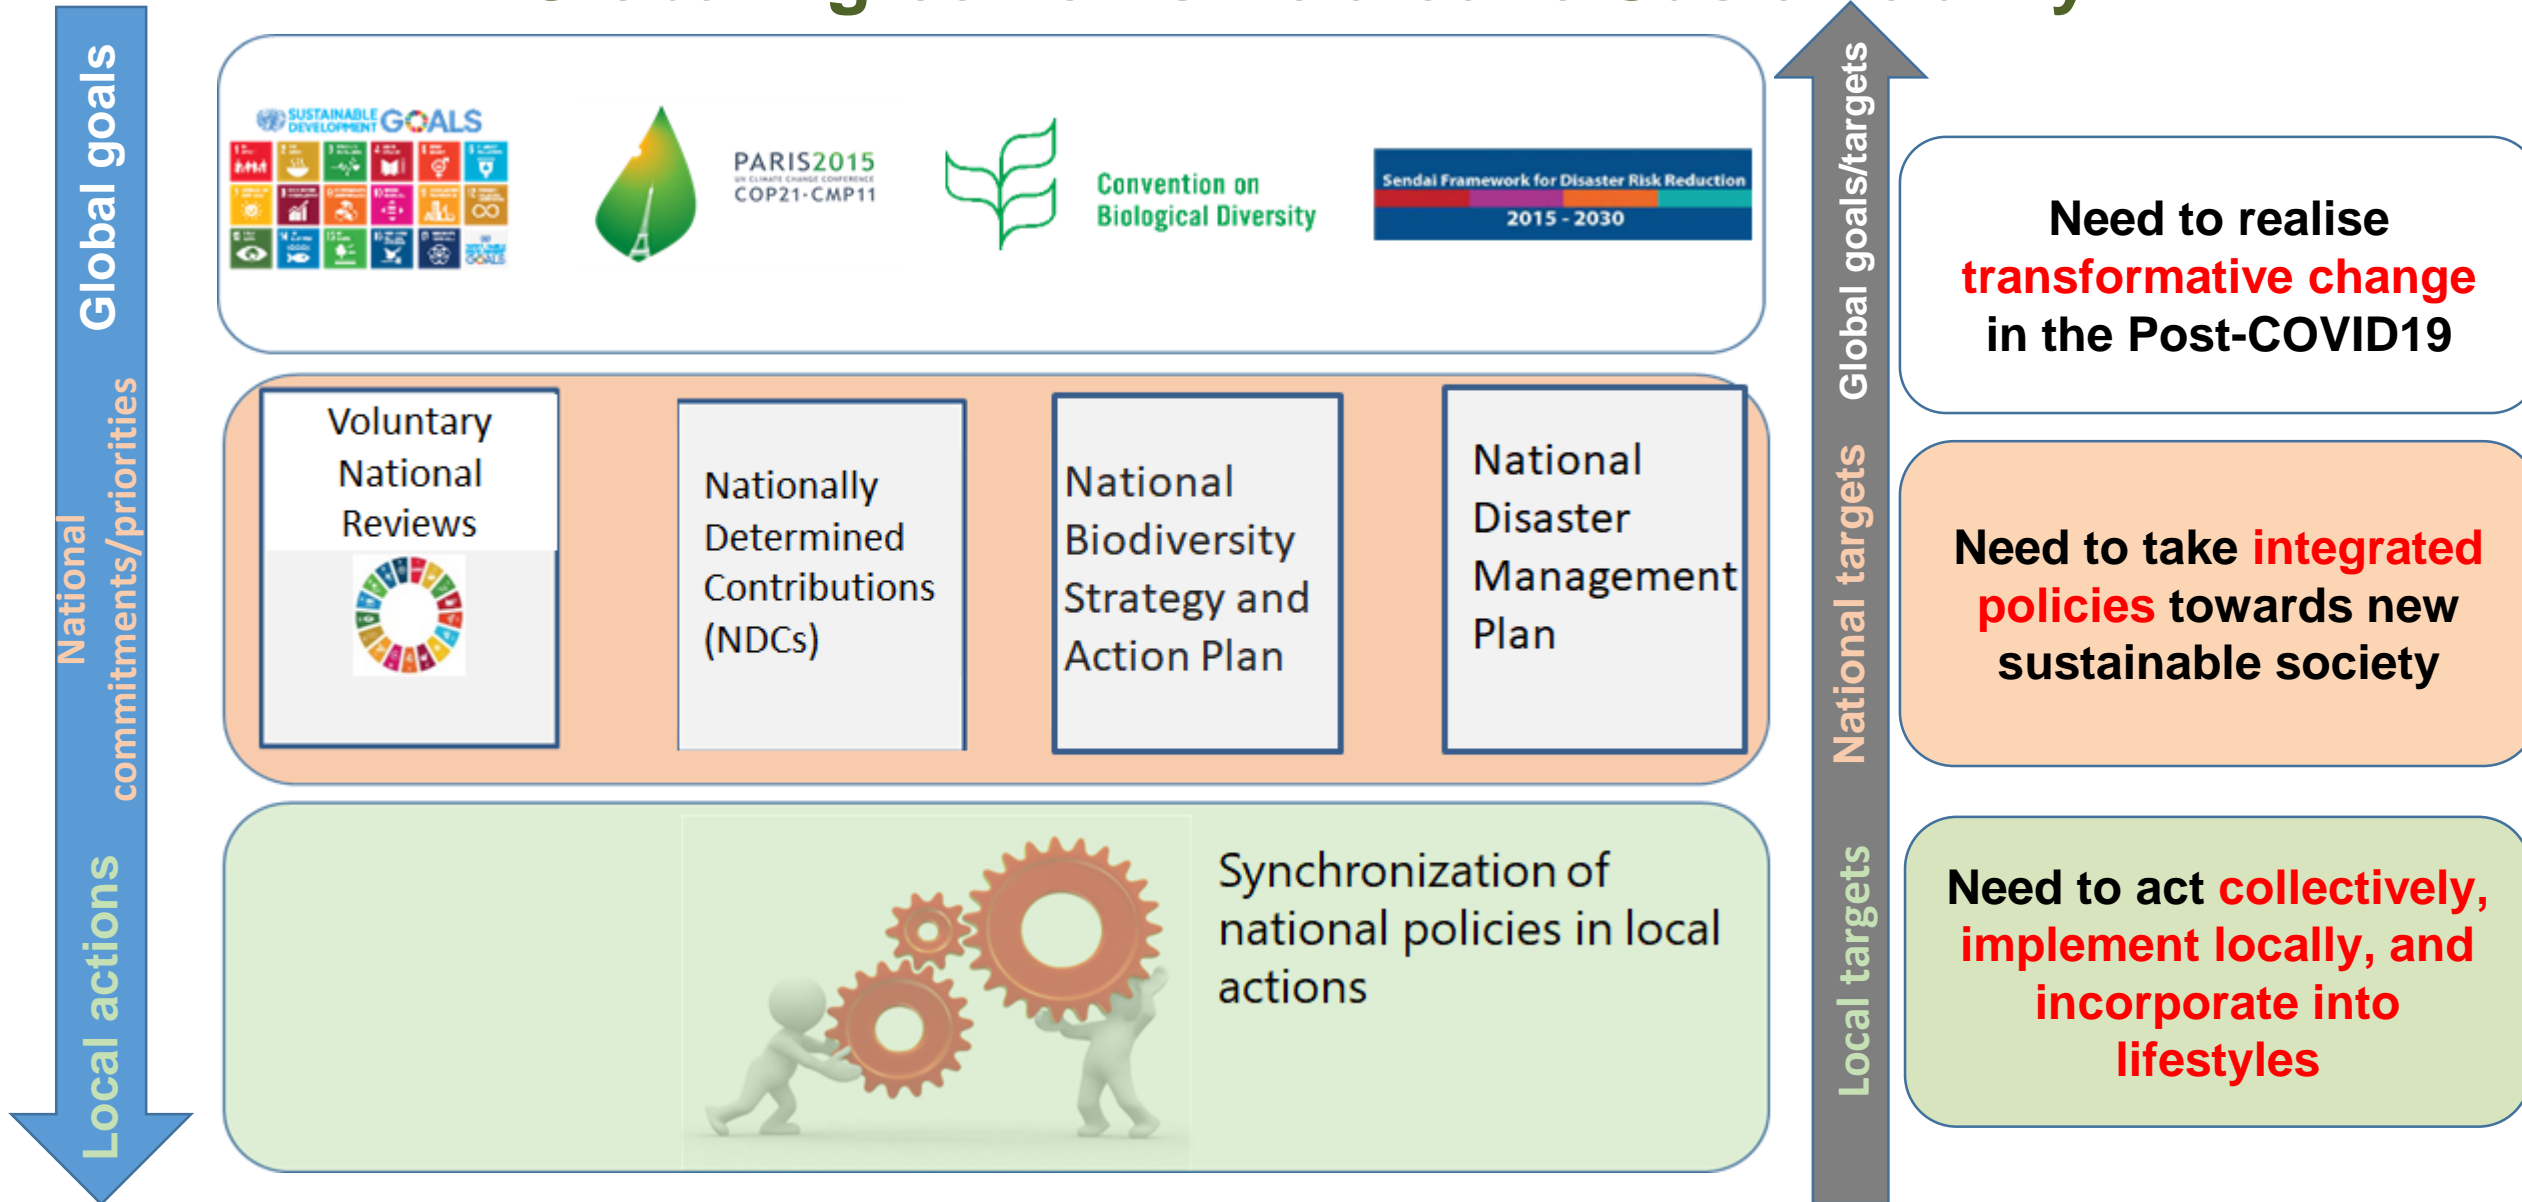 Global goals
National
commitments/priorities
Local actions
SUSTAINABLE
DEVELOPMENT GOALS
PARIS2015
UN CLIMATE CHANGE CONFERENCE
COP21·CMP11
Convention on
Biological Diversity
Sendai Framework for Disaster Risk Reduction
2015 - 2030
Voluntary
National
Reviews
Nationally
Determined
Contributions
(NDCs)
National
Biodiversity
Strategy and
Action Plan
National
Disaster
Management
Plan
Synchronization of
national policies in local
actions
Global goals/targets
National targets
Local targets
Need to realise
transformative change
in the Post-COVID19
Need to take integrated
policies towards new
sustainable society
Need to act collectively,
implement locally, and
incorporate into
lifestyles